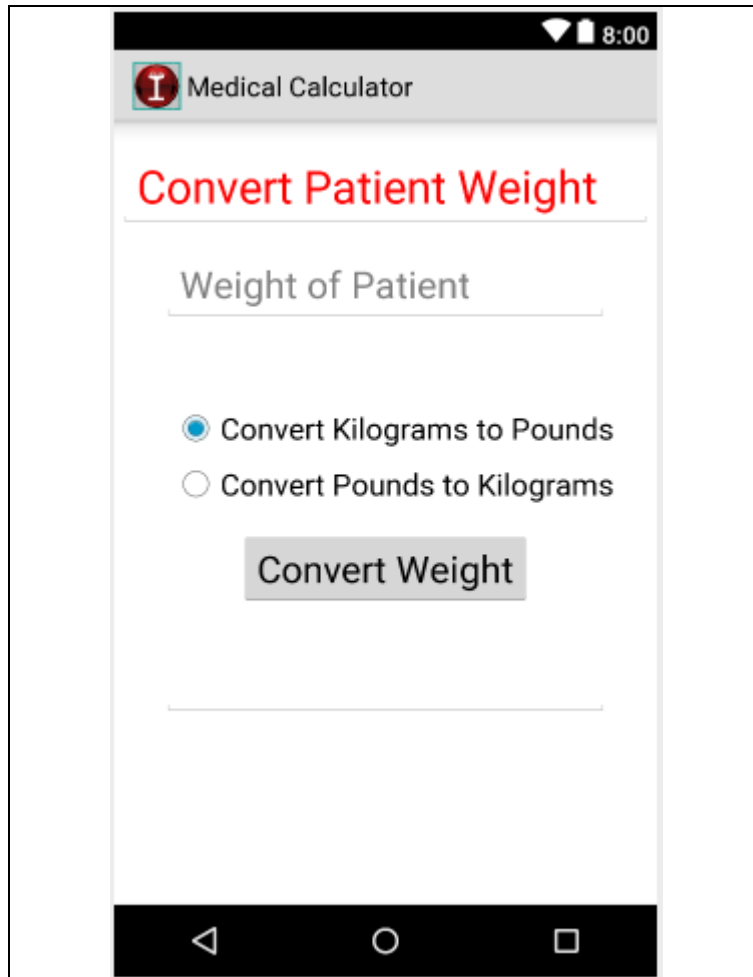 8:00
I Medical Calculator
Convert Patient Weight
Weight of Patient
Convert Kilograms to Pounds
Convert Pounds to Kilograms
Convert Weight